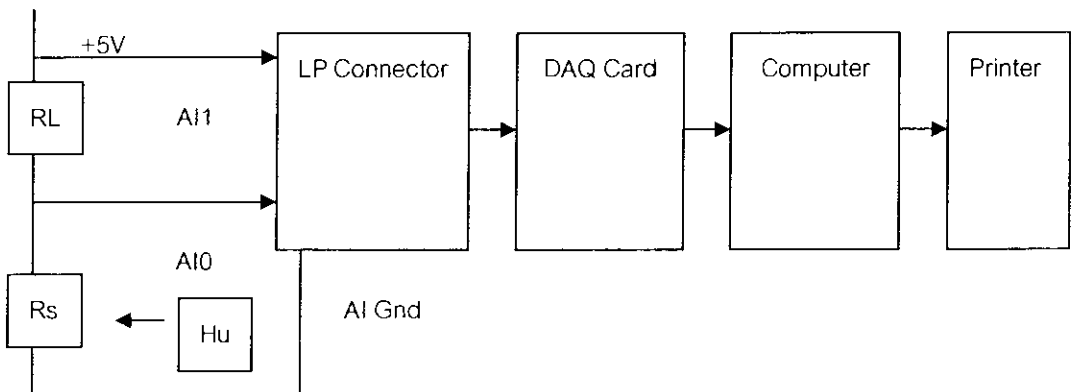 +5V
LP Connector
DAQ Card
Computer
Printer
RL
AI1
AI0
Rs
Hu
AI Gnd